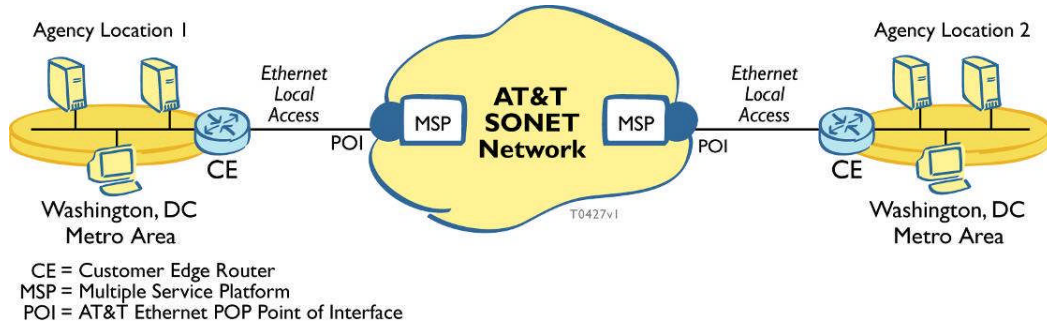 Agency Location 1
Ethernet
Local
Access
POI
CE
Washington, DC
Metro Area
MSP
AT&T
SONET
Network
MSP
T0427v1
Agency Location 2
Ethernet
Local
Access
POI
CE
Washington, DC
Metro Area
CE = Customer Edge Router
MSP = Multiple Service Platform
POI = AT&T Ethernet POP Point of Interface